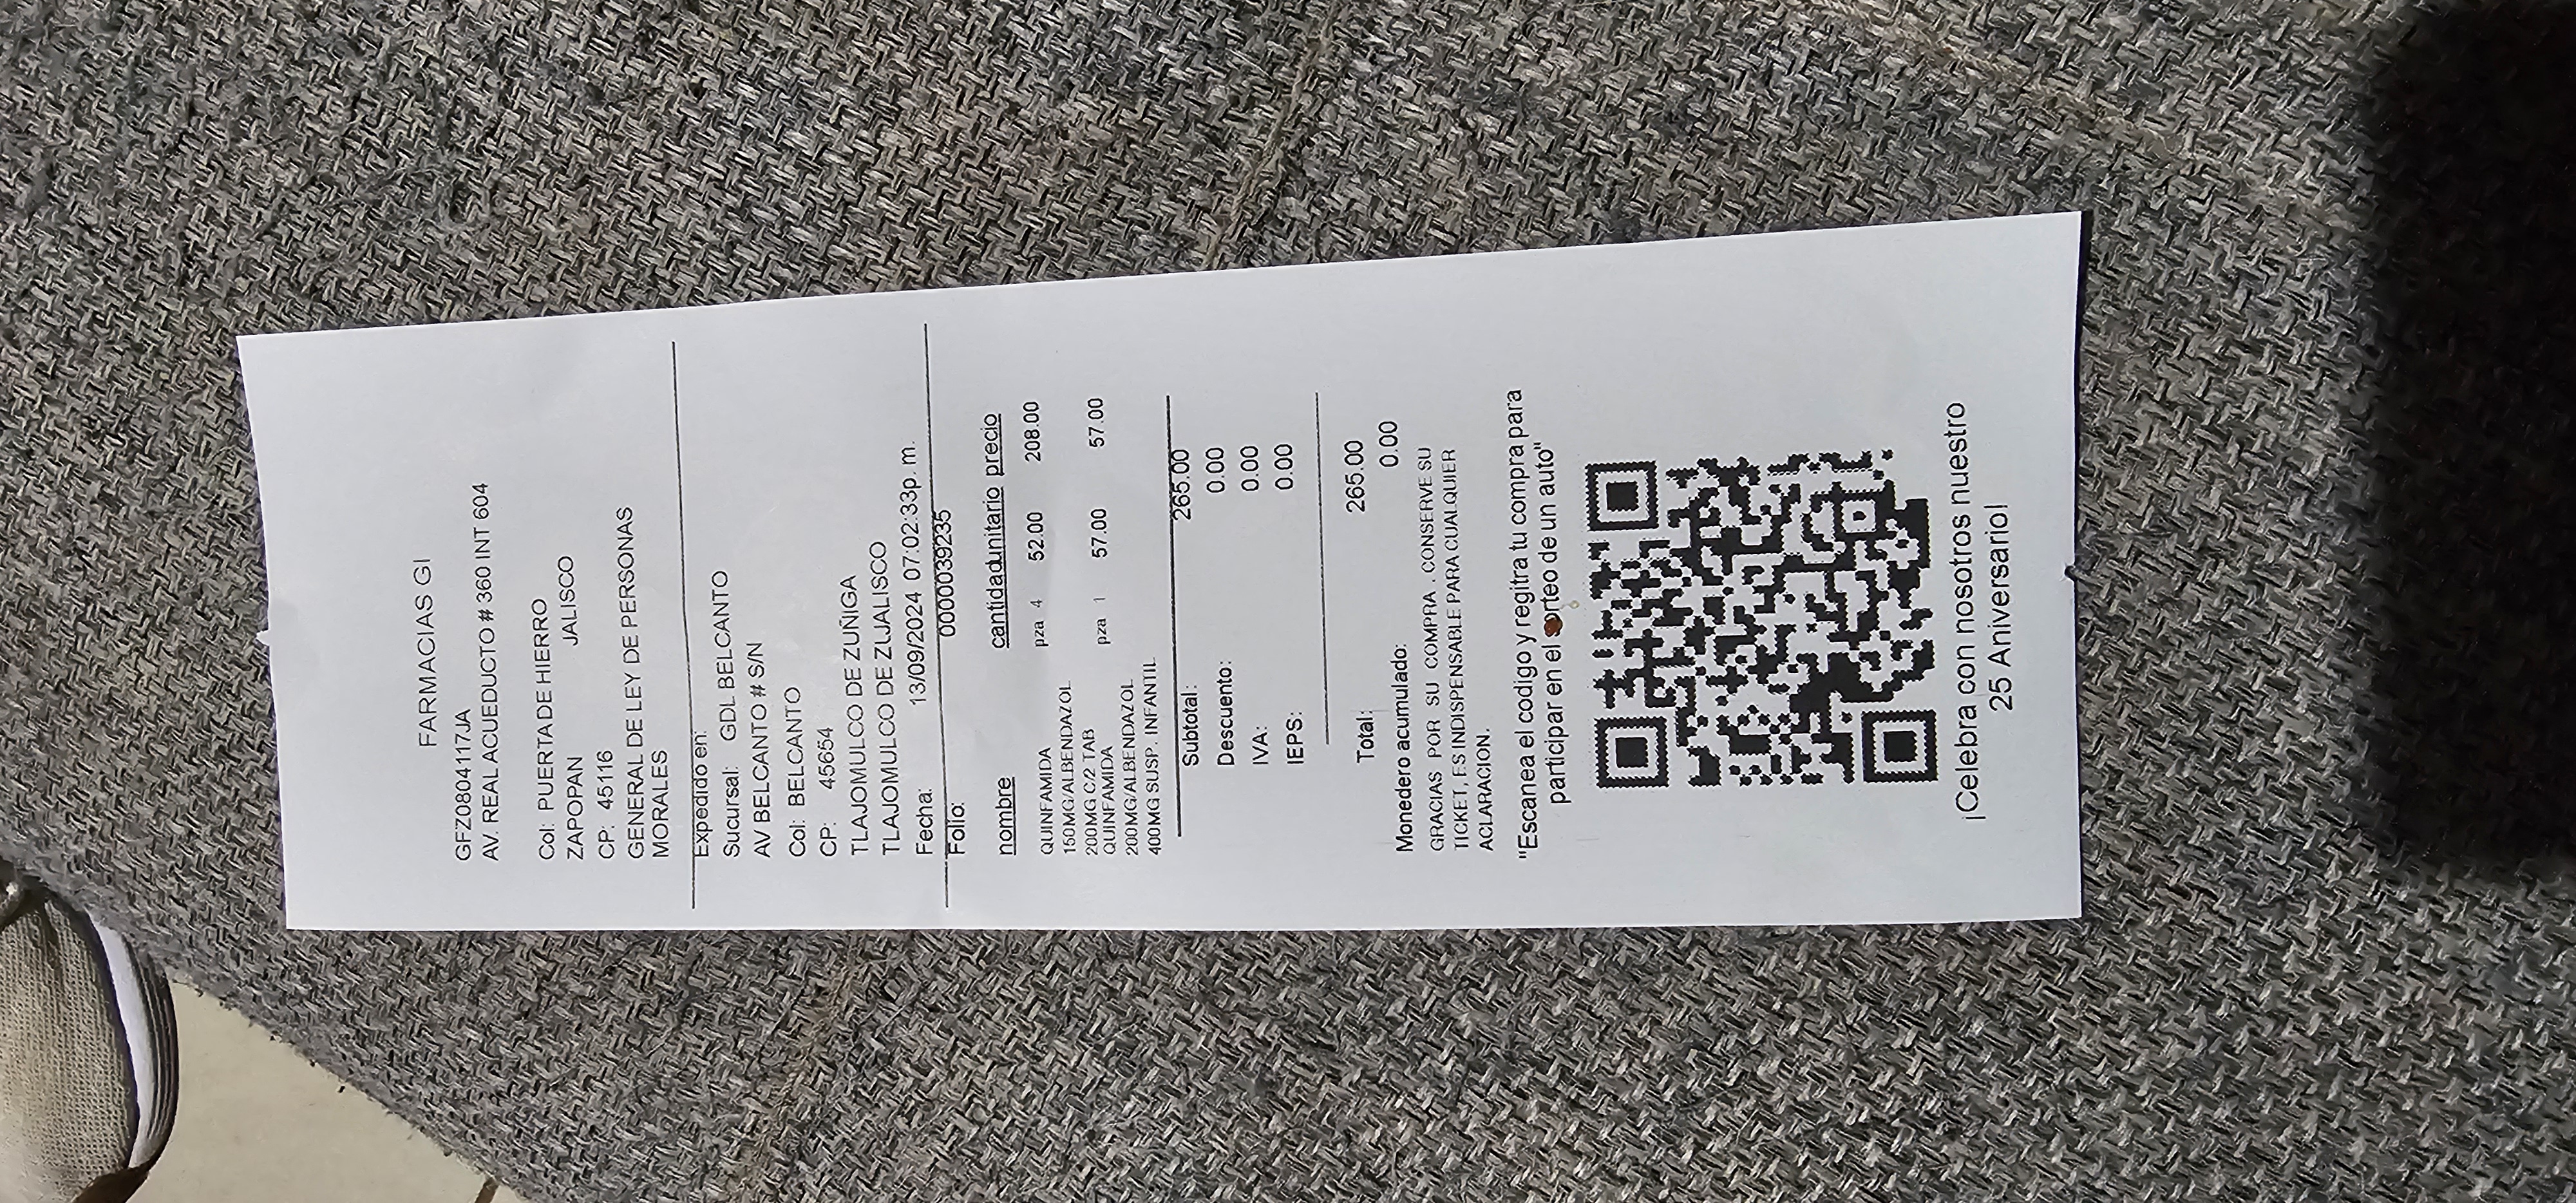 FARMACIAS GI
GFZ0804117JA
AV. REAL ACUEDUCTO # 360 INT 604
Col: PUERTA DE HIERRO
ZAPOPAN JALISCO
CP: 45116
GENERAL DE LEY DE PERSONAS
MORALES
Expedido en:
Sucursal: GDL BELCANTO
AV BELCANTO # S/N
Col: BELCANTO
CP: 45654
TLAJOMULCO DE ZUÑIGA
TLAJOMULCO DE ZUJALISCO
Fecha: 13/09/2024 07:02:33p. m.
Folio: 0000039235
nombre cantidadunitario precio
QUINFAMIDA pza 4 52.00 208.00
150MG/ALBENDAZOL
200MG C/2 TAB
QUINFAMIDA pza 1 57.00 57.00
200MG/ALBENDAZOL
400MG SUSP. INFANTIL
Subtotal: 265.00
Descuento: 0.00
IVA: 0.00
IEPS: 0.00
Total: 265.00
Monedero acumulado: 0.00
GRACIAS POR SU COMPRA . CONSERVE SU
TICKET, ES INDISPENSABLE PARA CUALQUIER
ACLARACION.
"Escanea el codigo y regitra tu compra para
participar en el sorteo de un auto"
¡Celebra con nosotros nuestro
25 Aniversario!